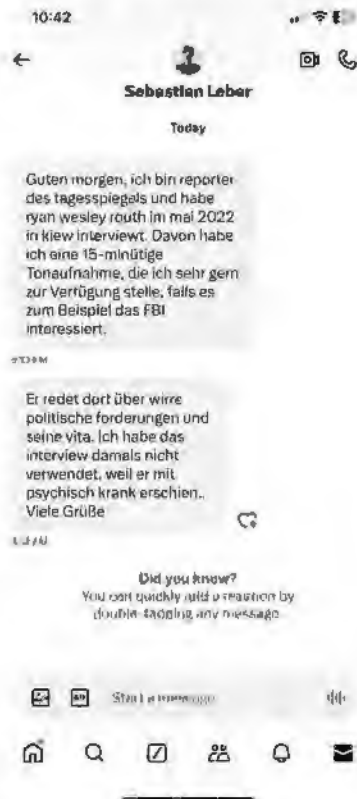 10:42
Sebastian Leber
Today
Guten morgen, ich bin reporter
des tagesspiegels und habe
ryan wesley routh im mai 2022
in kiew interviewt. Davon habe
ich eine 15-minütige
Tonaufnahme, die ich sehr gern
zur Verfügung stelle, falls es
zum Beispiel das FBI
interessiert.
Er redet dort über wirre
politische forderungen und
seine vita. Ich habe das
interview damals nicht
verwendet, weil er mit
psychisch krank erschien..
Viele Grüße
Did you know?
You can quickly add a reaction by
double-tapping any message
Start a message